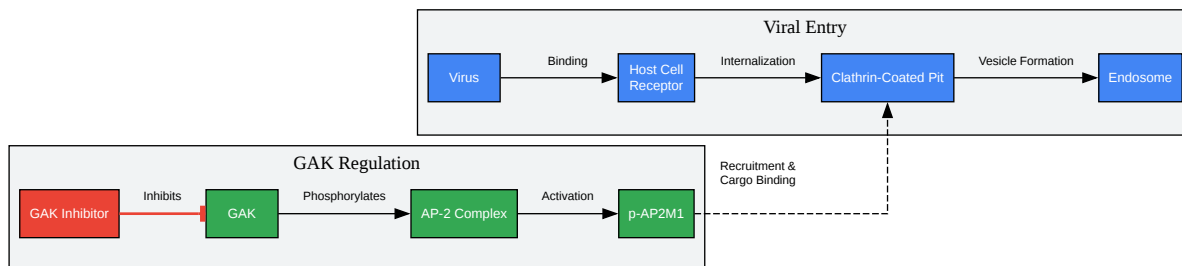 Viral Entry
Virus
Binding
Host Cell
Receptor
Internalization
Clathrin-Coated Pit
Vesicle Formation
Endosome
GAK Regulation
GAK Inhibitor
Inhibits
GAK
Phosphorylates
AP-2 Complex
Activation
p-AP2M1
Recruitment &
Cargo Binding